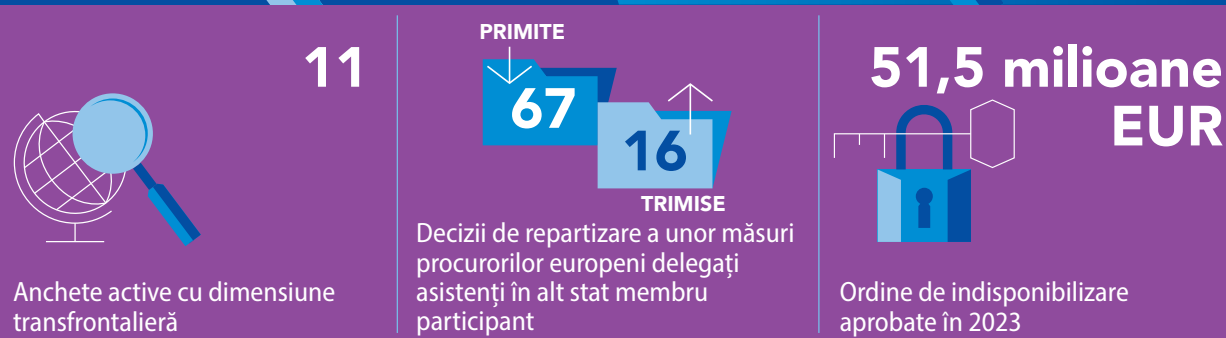 11
Anchete active cu dimensiune
transfrontalieră
PRIMITE
67
16
TRIMISE
Decizii de repartizare a unor măsuri
procurorilor europeni delegați
asistenți în alt stat membru
participant
51,5 milioane
EUR
Ordine de indisponibilizare
aprobate în 2023